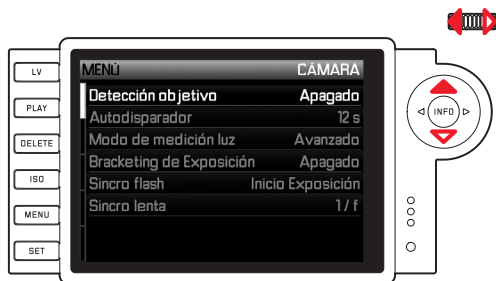 LV
PLAY
DELETE
ISO
MENU
SET
MENÚ CÁMARA
Detección objetivo Apagado
Autodisparador 12 s
Modo de medición luz Avanzado
Bracketing de Exposición Apagado
Sincro flash Inicio Exposición
Sincro lenta 1/f
INFO